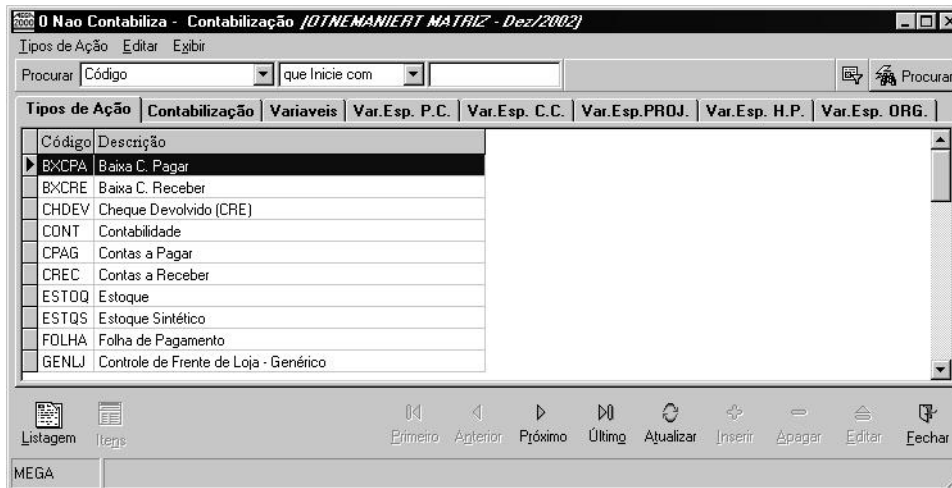 MEGA 2000 0 Nao Contabiliza - Contabilização [OTNEMANIERT MATRIZ - Dez/2002]
Tipos de Ação Editar Exibir
Procurar Código que Inicie com Procurar
Tipos de Ação Contabilização Variaveis Var.Esp. P.C. Var.Esp. C.C. Var.Esp.PROJ. Var.Esp. H.P. Var.Esp. ORG.
Código Descrição
BXCPA Baixa C. Pagar
BXCRE Baixa C. Receber
CHDEV Cheque Devolvido (CRE)
CONT Contabilidade
CPAG Contas a Pagar
CREC Contas a Receber
ESTOQ Estoque
ESTQS Estoque Sintético
FOLHA Folha de Pagamento
GENLJ Controle de Frente de Loja - Genérico
Listagem Itens Primeiro Anterior Próximo Último Atualizar Inserir Apagar Editar Fechar
MEGA